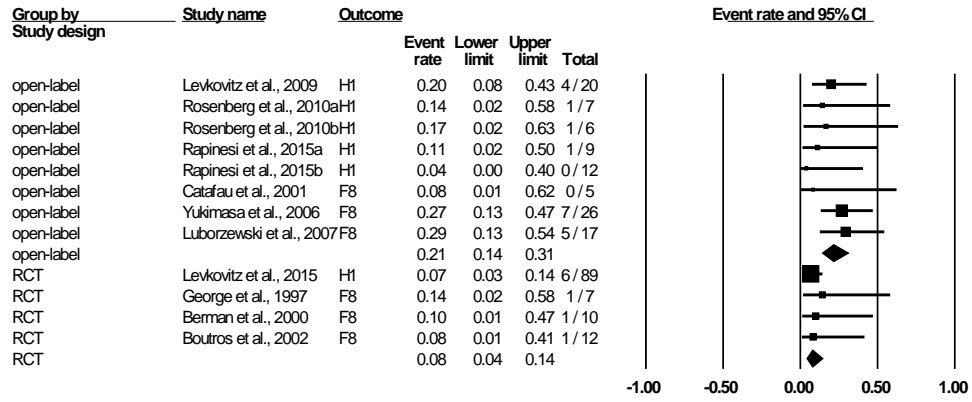 Group by Study name Outcome Event rate and 95% CI
Study design
Event Lower Upper
rate limit limit Total
open-label Levkovitz et al., 2009 H1 0.20 0.08 0.43 4 / 20
open-label Rosenberg et al., 2010a H1 0.14 0.02 0.58 1 / 7
open-label Rosenberg et al., 2010b H1 0.17 0.02 0.63 1 / 6
open-label Rapinesi et al., 2015a H1 0.11 0.02 0.50 1 / 9
open-label Rapinesi et al., 2015b H1 0.04 0.00 0.40 0 / 12
open-label Catafau et al., 2001 F8 0.08 0.01 0.62 0 / 5
open-label Yukimasa et al., 2006 F8 0.27 0.13 0.47 7 / 26
open-label Luborzewski et al., 2007 F8 0.29 0.13 0.54 5 / 17
open-label 0.21 0.14 0.31
RCT Levkovitz et al., 2015 H1 0.07 0.03 0.14 6 / 89
RCT George et al., 1997 F8 0.14 0.02 0.58 1 / 7
RCT Berman et al., 2000 F8 0.10 0.01 0.47 1 / 10
RCT Boutros et al., 2002 F8 0.08 0.01 0.41 1 / 12
RCT 0.08 0.04 0.14
-1.00 -0.50 0.00 0.50 1.00